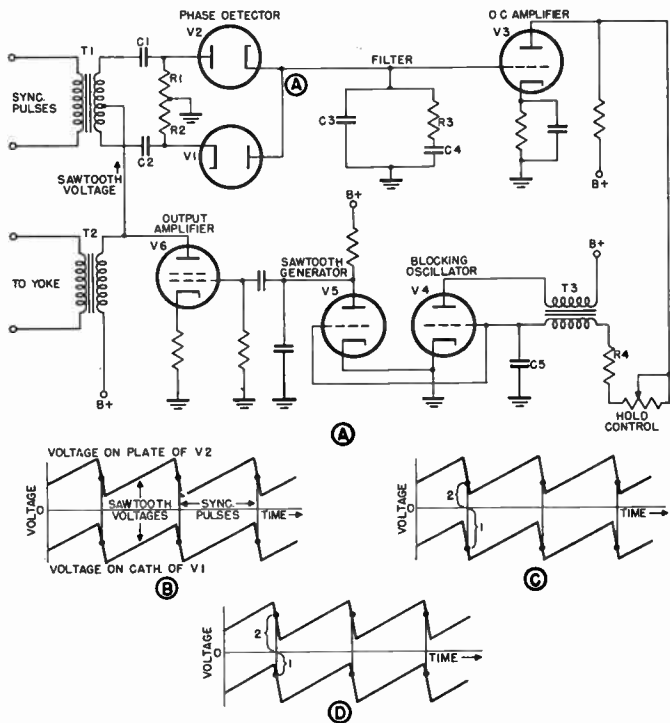 PHASE DETECTOR
V2
D C AMPLIFIER
V3
T1
C1
R1
R2
C2
V1
SYNC. PULSES
SAWTOOTH VOLTAGE
A
FILTER
C3
R3
C4
B+
T2
TO YOKE
B+
OUTPUT AMPLIFIER
V6
B+
SAWTOOTH GENERATOR
V5
BLOCKING OSCILLATOR
V4
T3
B+
C5
R4
HOLD CONTROL
A
VOLTAGE ON PLATE OF V2
VOLTAGE
0
SAWTOOTH VOLTAGES
SYNC. PULSES
TIME
VOLTAGE ON CATH. OF V1
B
VOLTAGE
0
2
1
TIME
C
VOLTAGE
0
2
1
TIME
D